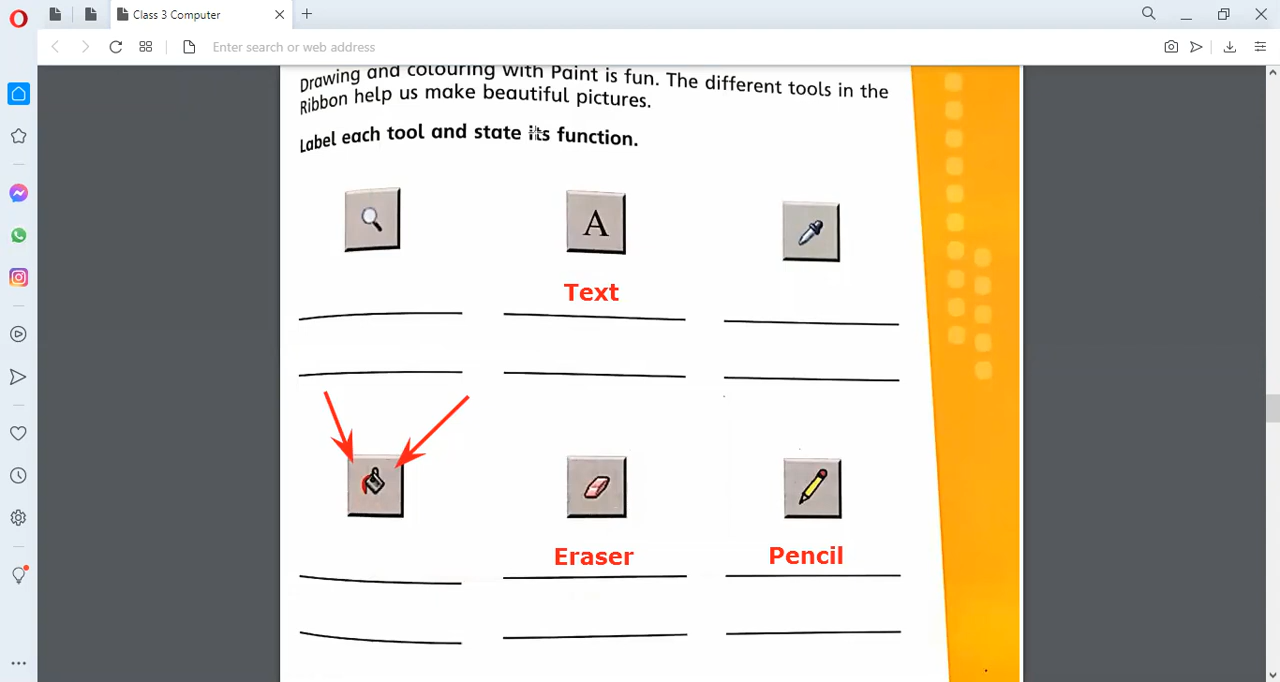 Class 3 Computer
Enter search or web address
Drawing and colouring with Paint is fun. The different tools in the
Ribbon help us make beautiful pictures.
Label each tool and state its function.
A
Text
Eraser Pencil